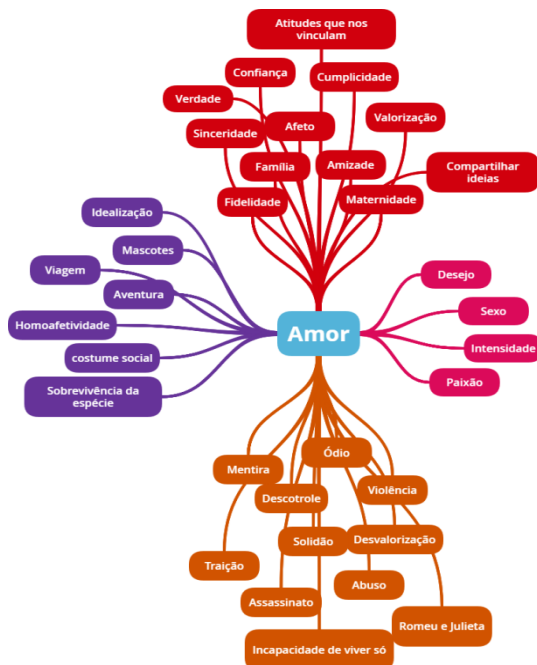 Atitudes que nos
vinculam
Confiança
Cumplicidade
Verdade
Valorização
Sinceridade
Afeto
Família
Amizade
Compartilhar
ideias
Fidelidade
Maternidade
Idealização
Mascotes
Viagem
Aventura
Homoafetividade
costume social
Sobrevivência da
espécie
Amor
Desejo
Sexo
Intensidade
Paixão
Ódio
Mentira
Violência
Descotrole
Solidão
Desvalorização
Traição
Abuso
Assassinato
Romeu e Julieta
Incapacidade de viver só